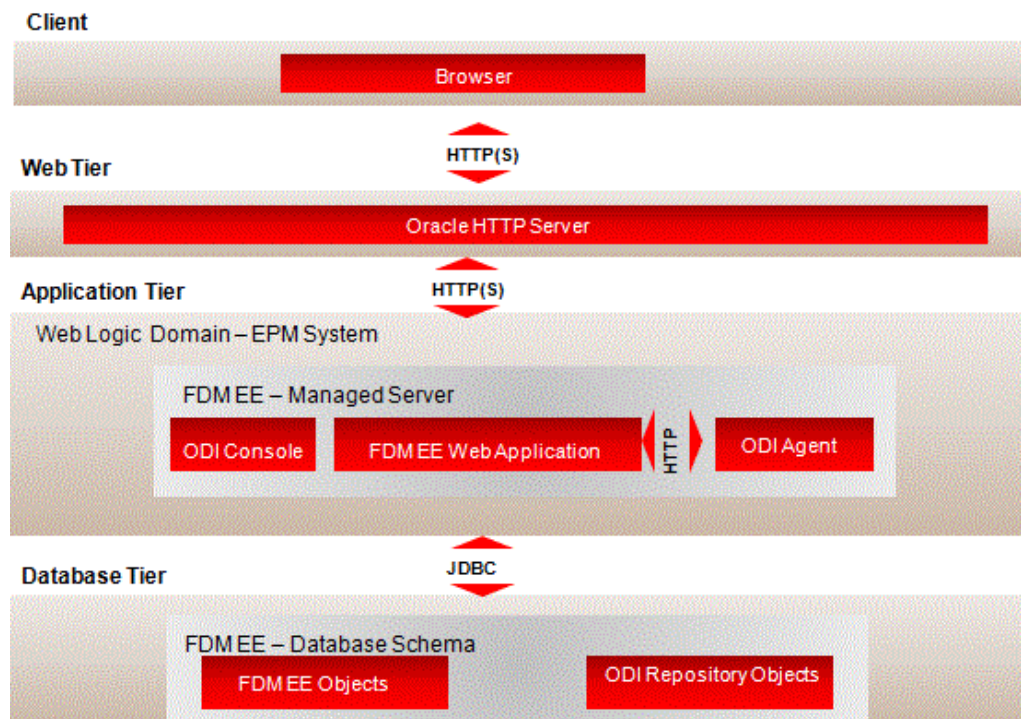 Client
Browser
HTTP(S)
Web Tier
Oracle HTTP Server
Application Tier
HTTP(S)
Web Logic Domain – EPM System
FDM EE – Managed Server
ODI Console
FDM EE Web Application
HTTP
ODI Agent
JDBC
Database Tier
FDM EE – Database Schema
FDM EE Objects
ODI Repository Objects